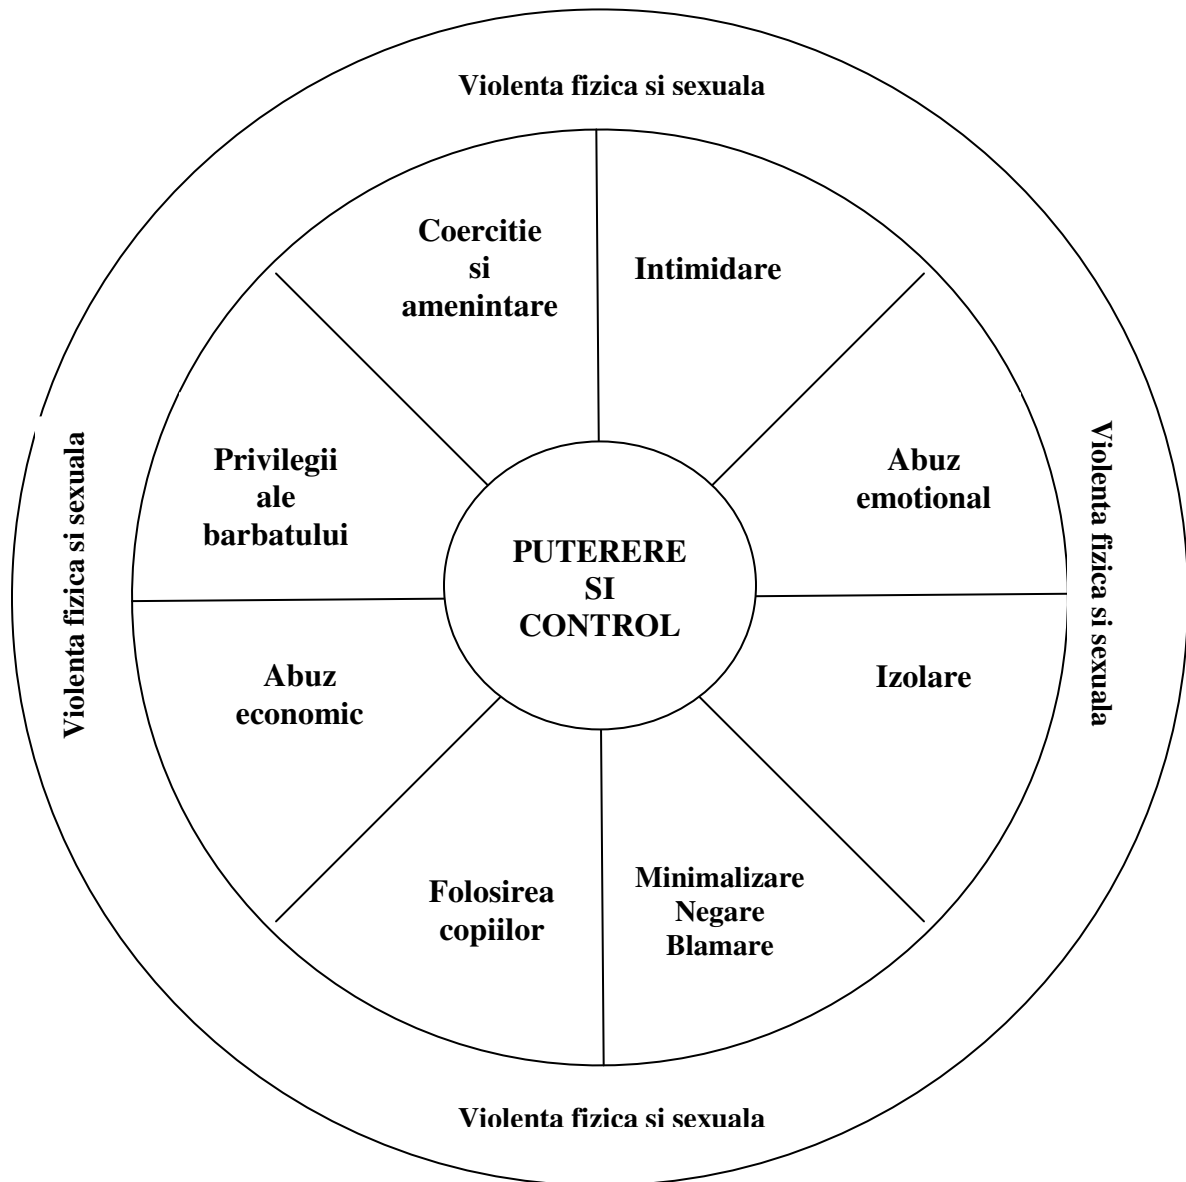 Violenta fizica si sexuala
Coercitie
si
amenintare
Intimidare
Privilegii
ale
barbatului
Abuz
emotional
Violenta fizica si sexuala
PUTERERE
SI
CONTROL
Violenta fizica si sexuala
Abuz
economic
Izolare
Folosirea
copiilor
Minimalizare
Negare
Blamare
Violenta fizica si sexuala